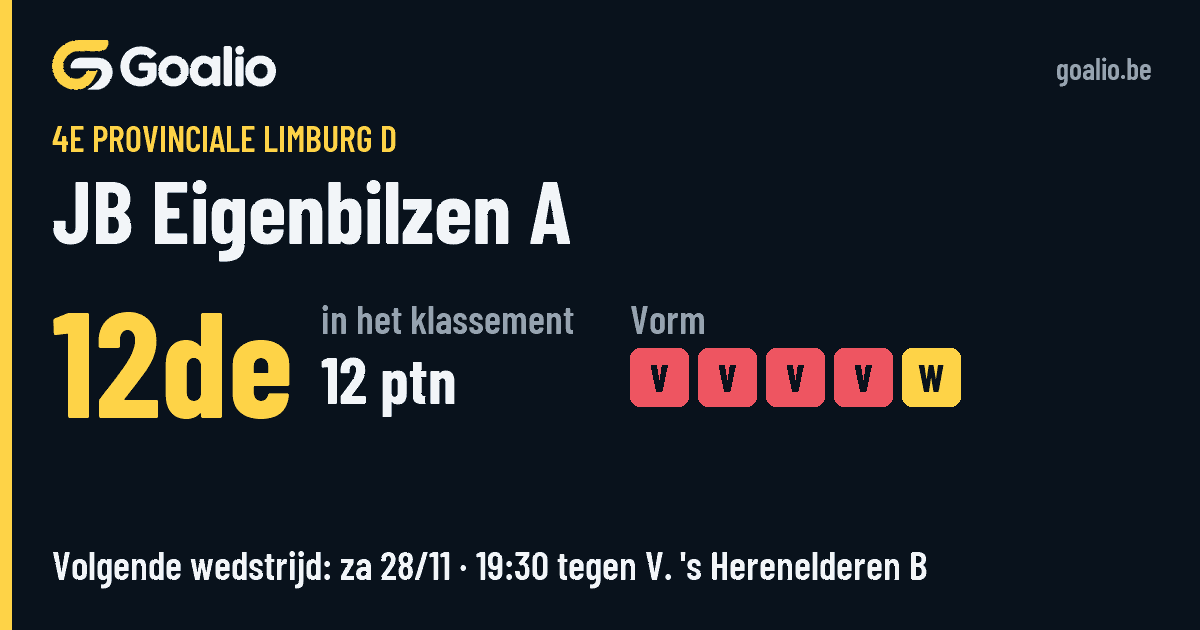 Goalio
goalio.be
4E PROVINCIALE LIMBURG D
JB Eigenbilzen A
12de
in het klassement
12 ptn
Vorm
V V V V W
Volgende wedstrijd: za 28/11 · 19:30 tegen V. 's Herenelderen B